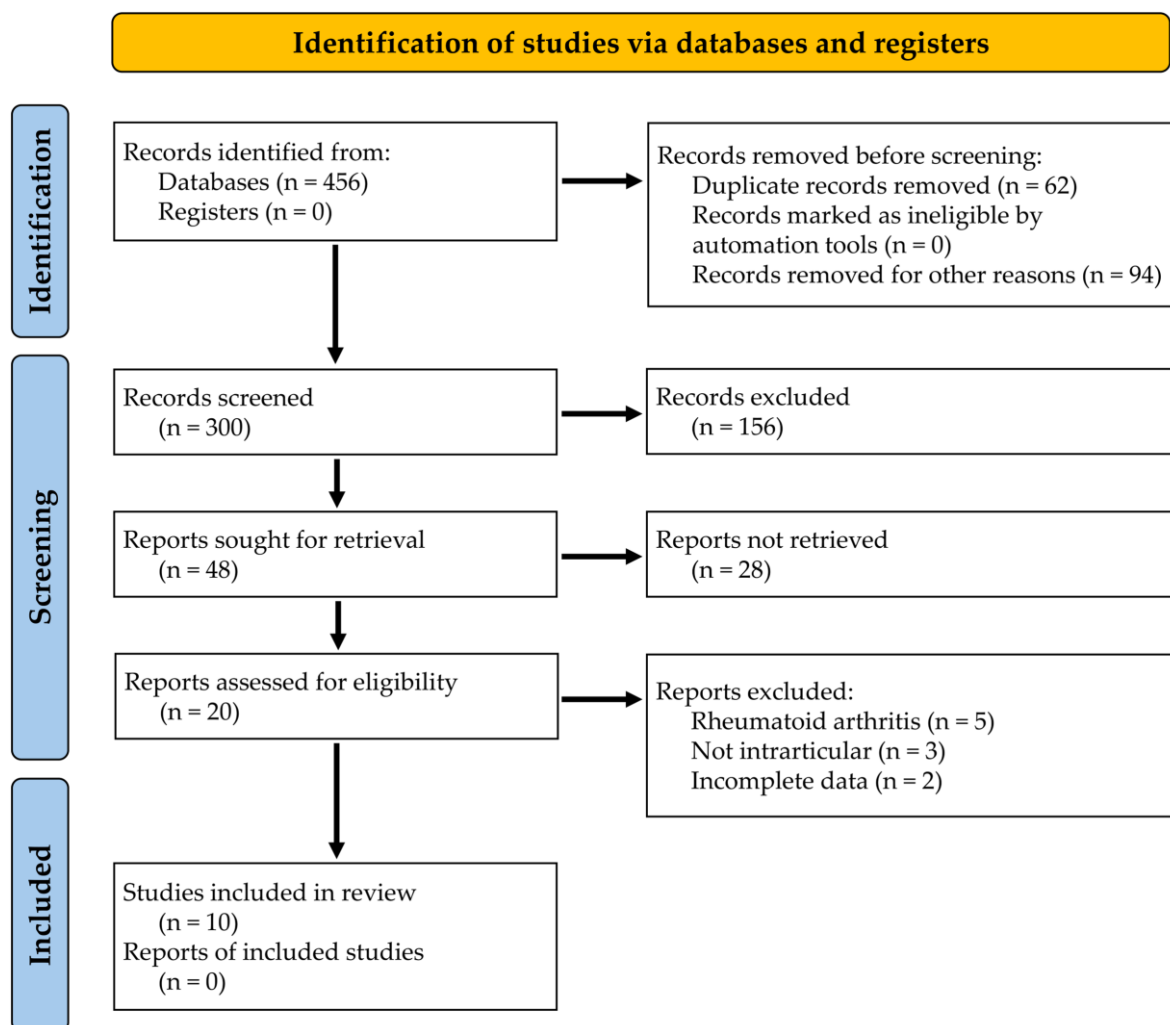 Identification of studies via databases and registers
Identification
Records identified from:
Databases (n = 456)
Registers (n = 0)
Records removed before screening:
Duplicate records removed (n = 62)
Records marked as ineligible by
automation tools (n = 0)
Records removed for other reasons (n = 94)
Screening
Records screened
(n = 300)
Records excluded
(n = 156)
Reports sought for retrieval
(n = 48)
Reports not retrieved
(n = 28)
Reports assessed for eligibility
(n = 20)
Reports excluded:
Rheumatoid arthritis (n = 5)
Not intrarticular (n = 3)
Incomplete data (n = 2)
Included
Studies included in review
(n = 10)
Reports of included studies
(n = 0)